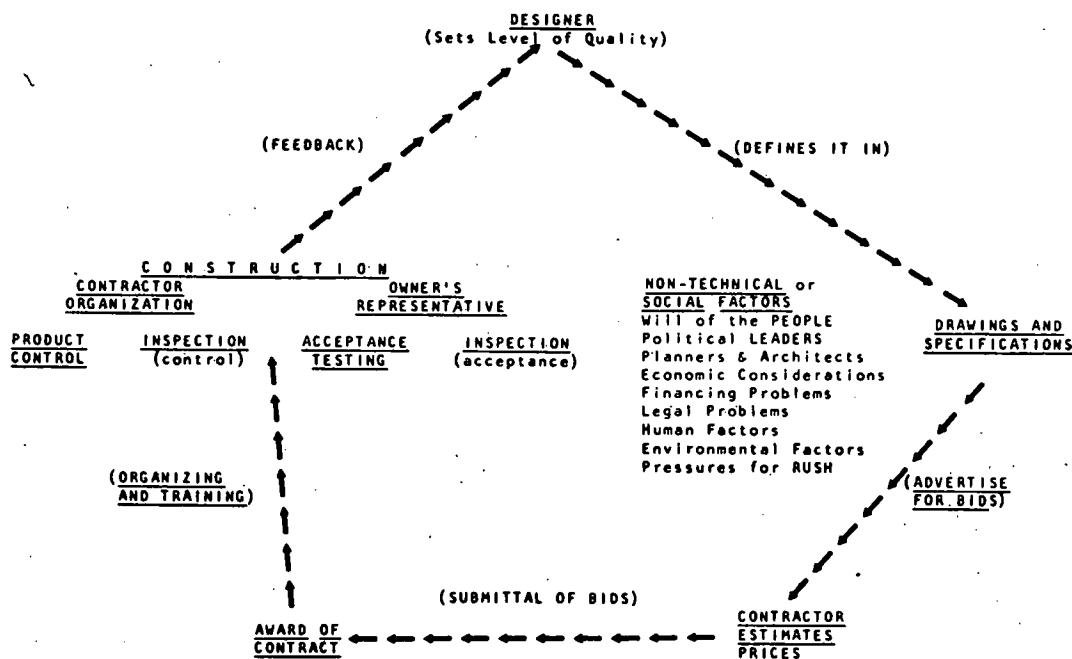 DESIGNER
(Sets Level of Quality)
(FEEDBACK)
(DEFINES IT IN)
C O N S T R U C T I O N
CONTRACTOR
ORGANIZATION
OWNER'S
REPRESENTATIVE
PRODUCT
CONTROL
INSPECTION
(control)
ACCEPTANCE
TESTING
INSPECTION
(acceptance)
NON-TECHNICAL or
SOCIAL FACTORS
Will of the PEOPLE
Political LEADERS
Planners & Architects
Economic Considerations
Financing Problems
Legal Problems
Human Factors
Environmental Factors
Pressures for RUSH
DRAWINGS AND
SPECIFICATIONS
(ORGANIZING
AND TRAINING)
(ADVERTISE
FOR BIDS)
(SUBMITTAL OF BIDS)
AWARD OF
CONTRACT
CONTRACTOR
ESTIMATES
PRICES